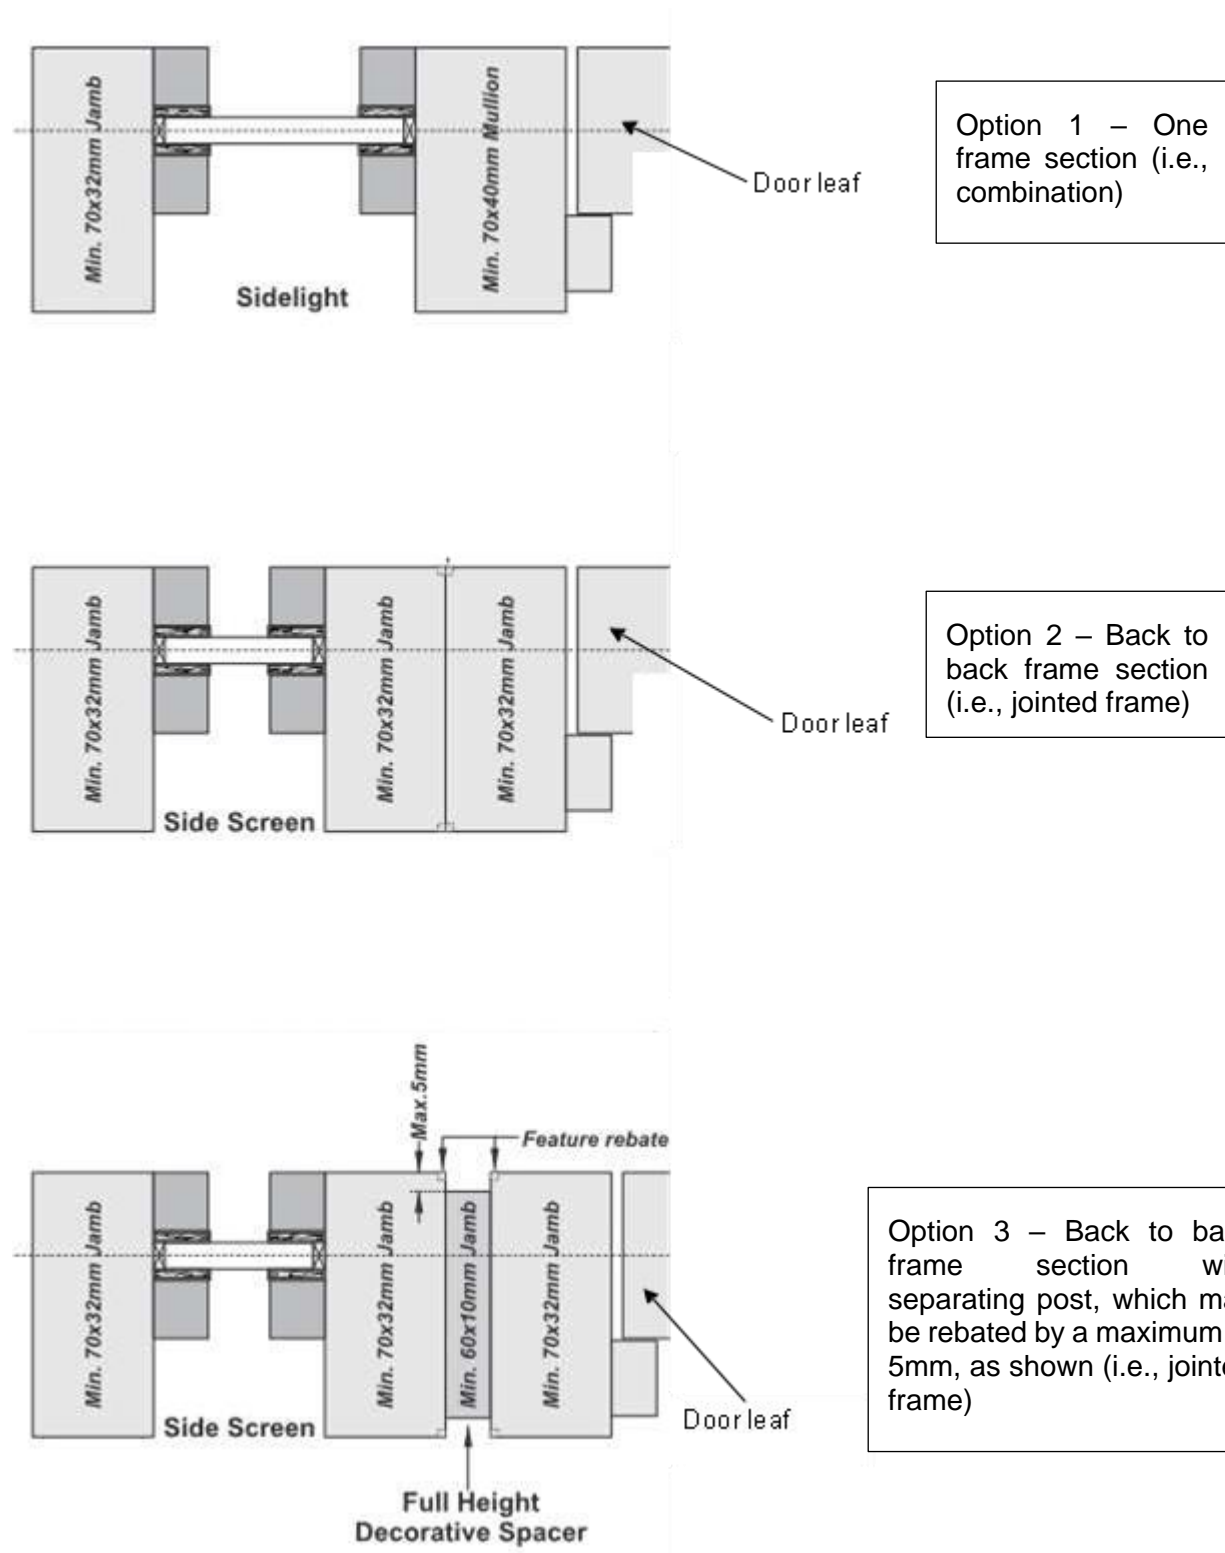 Min. 70x32mm Jamb
Min. 70x40mm Mullion
Sidelight
Door leaf
Option 1 – One
frame section (i.e.,
combination)
Min. 70x32mm Jamb
Min. 70x32mm Jamb
Min. 70x32mm Jamb
Side Screen
Door leaf
Option 2 – Back to
back frame section
(i.e., jointed frame)
Max.5mm
Feature rebate
Min. 70x32mm Jamb
Min. 70x32mm Jamb
Min. 60x10mm Jamb
Min. 70x32mm Jamb
Side Screen
Door leaf
Full Height
Decorative Spacer
Option 3 – Back to
frame section
separating post, which
be rebated by a maximum
5mm, as shown (i.e.,
frame)